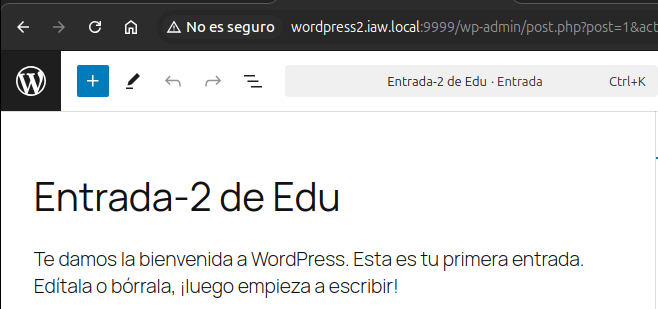 No es seguro wordpress2.iaw.local:9999/wp-admin/post.php?post=1&act
Entrada-2 de Edu · Entrada Ctrl+K
Entrada-2 de Edu
Te damos la bienvenida a WordPress. Esta es tu primera entrada.
Edítala o bórrala, ¡luego empieza a escribir!